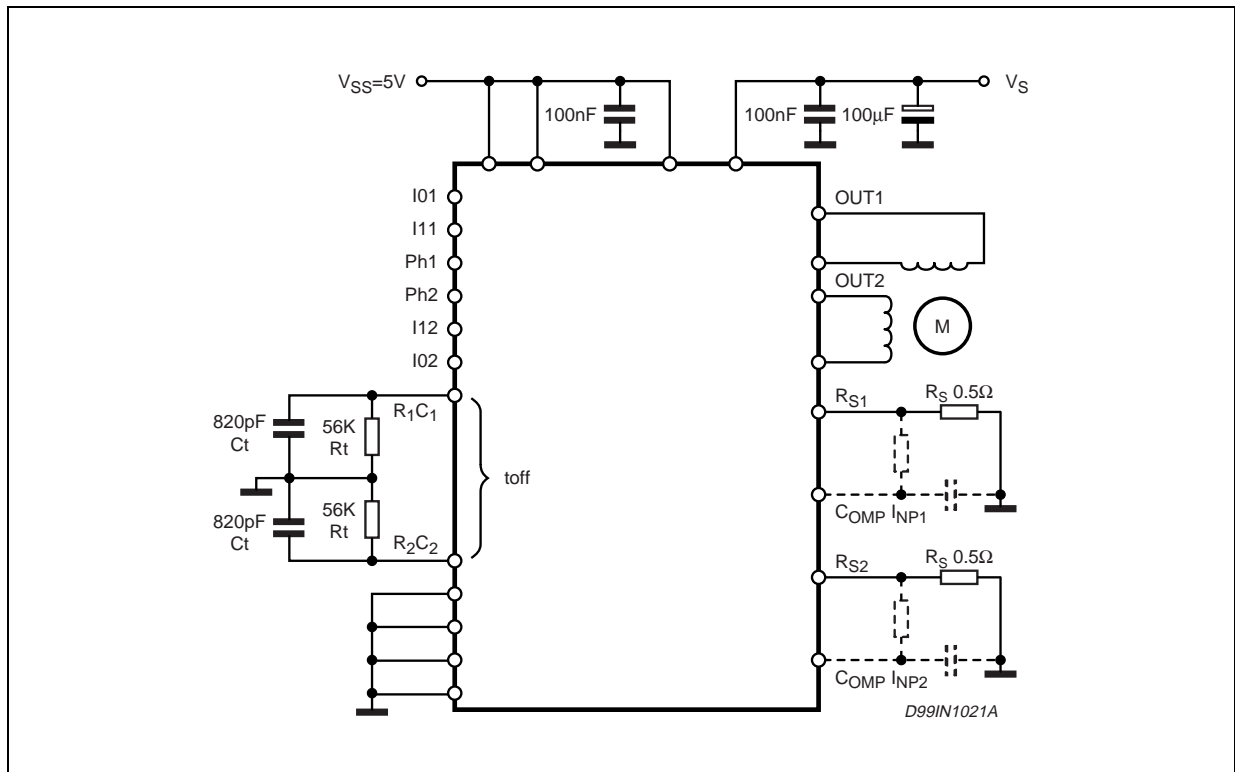 VSS=5V
100nF
100nF
100µF
VS
I01
I11
Ph1
Ph2
I12
I02
R1C1
820pF
Ct
56K
Rt
toff
820pF
Ct
56K
Rt
R2C2
OUT1
OUT2
M
RS1
RS 0.5Ω
COMP INP1
RS2
RS 0.5Ω
COMP INP2
D99IN1021A